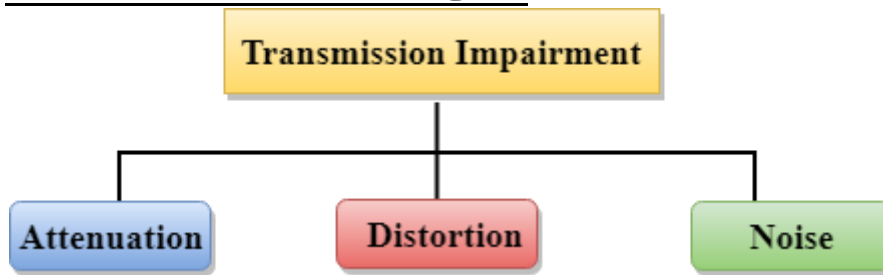 Transmission Impairment
Attenuation
Distortion
Noise